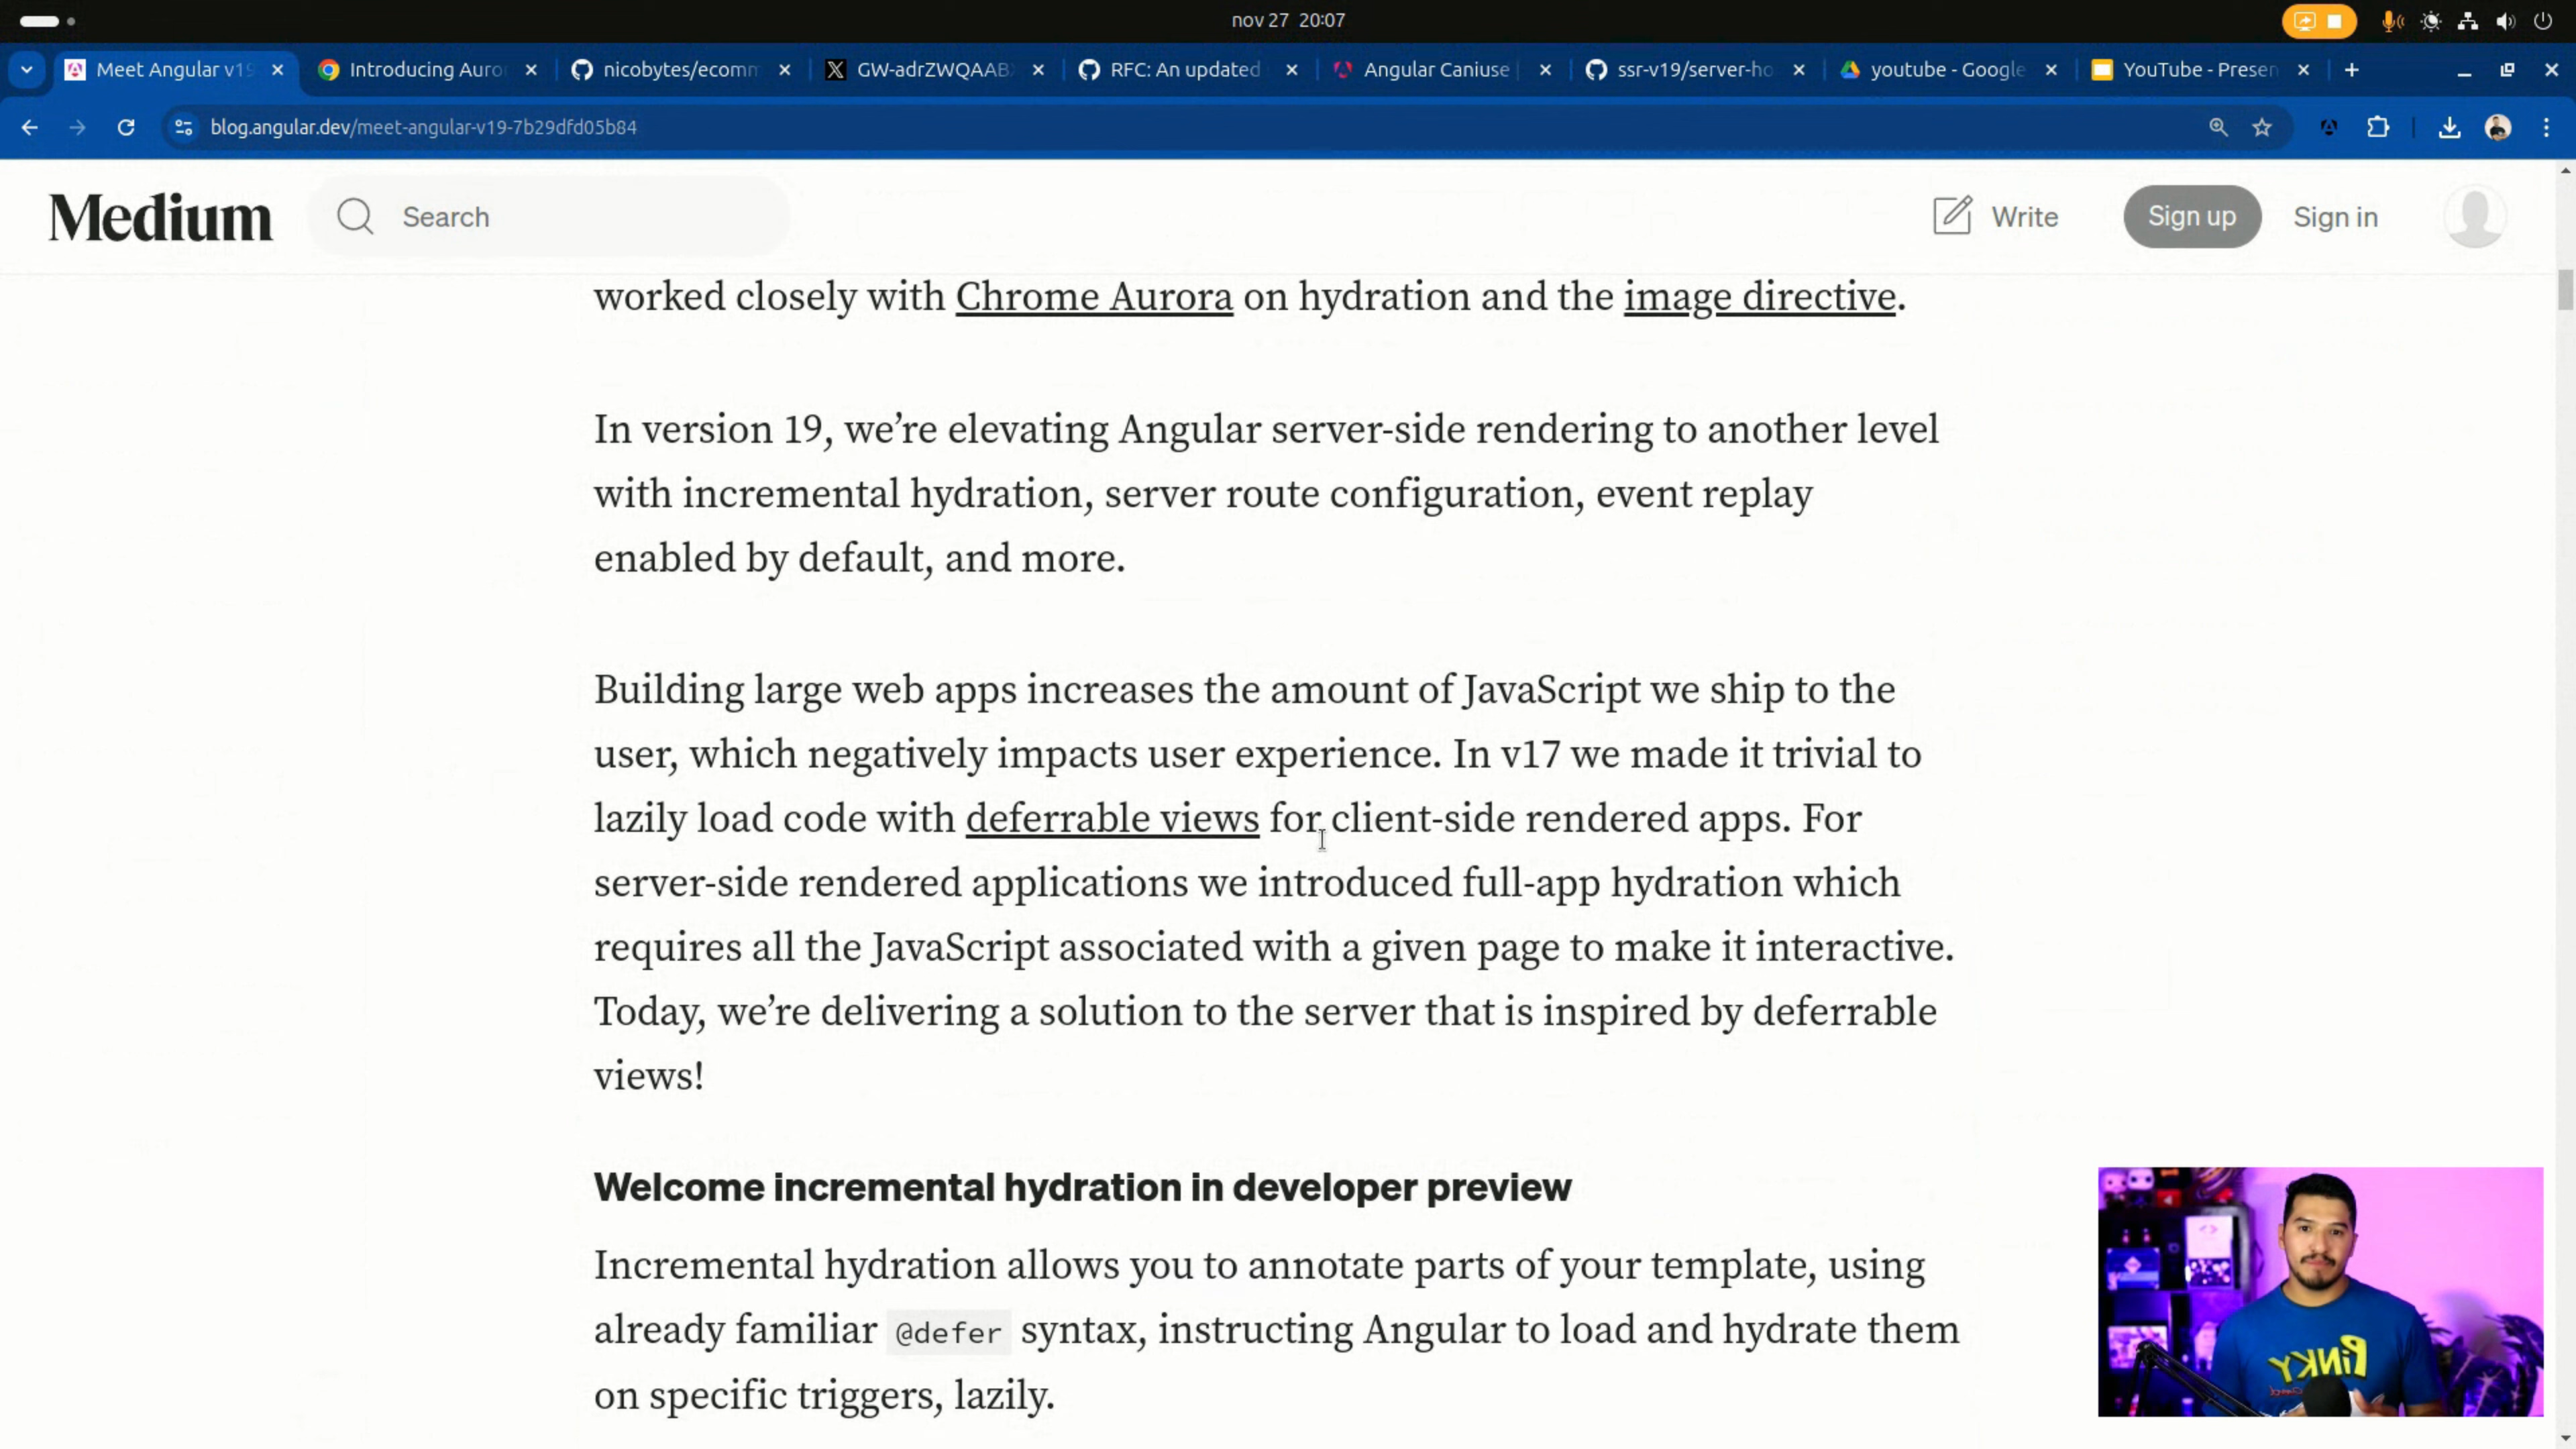 nov 27 20:07
Meet Angular v19
Introducing Auro
nicobytes/ecomm
GW-adrZWQAAB
RFC: An updated
Angular Caniuse
ssr-v19/server-ho
youtube - Google
YouTube - Presen
blog.angular.dev/meet-angular-v19-7b29dfd05b84
Medium
Search
Write
Sign up
Sign in
worked closely with Chrome Aurora on hydration and the image directive.
In version 19, we’re elevating Angular server-side rendering to another level
with incremental hydration, server route configuration, event replay
enabled by default, and more.
Building large web apps increases the amount of JavaScript we ship to the
user, which negatively impacts user experience. In v17 we made it trivial to
lazily load code with deferrable views for client-side rendered apps. For
server-side rendered applications we introduced full-app hydration which
requires all the JavaScript associated with a given page to make it interactive.
Today, we’re delivering a solution to the server that is inspired by deferrable
views!
Welcome incremental hydration in developer preview
Incremental hydration allows you to annotate parts of your template, using
already familiar @defer syntax, instructing Angular to load and hydrate them
on specific triggers, lazily.
PiNKY